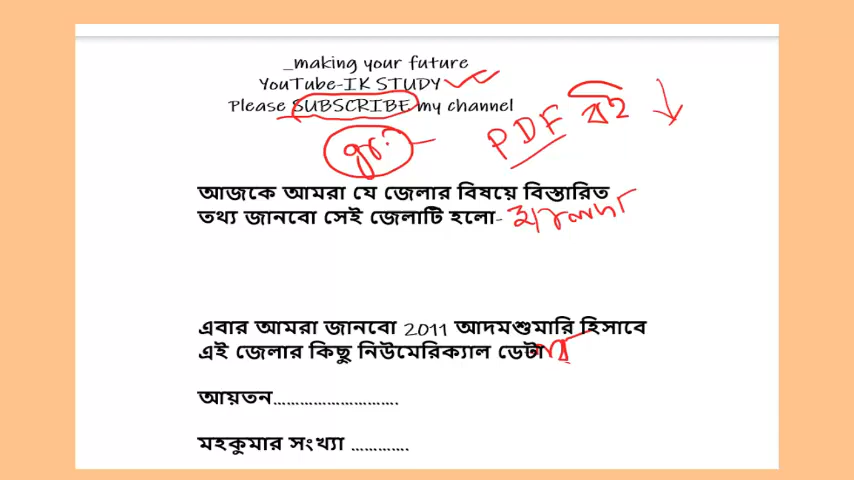 _making your future
YouTube-IK STUDY
Please SUBSCRIBE my channel
PDF বই
আজকে আমরা যে জেলার বিষয়ে বিস্তারিত
তথ্য জানবো সেই জেলাটি হলো-
এবার আমরা জানবো 2011 আদমশুমারি হিসাবে
এই জেলার কিছু নিউমেরিক্যাল ডেটা
আয়তন...........................
মহকুমার সংখ্যা ............